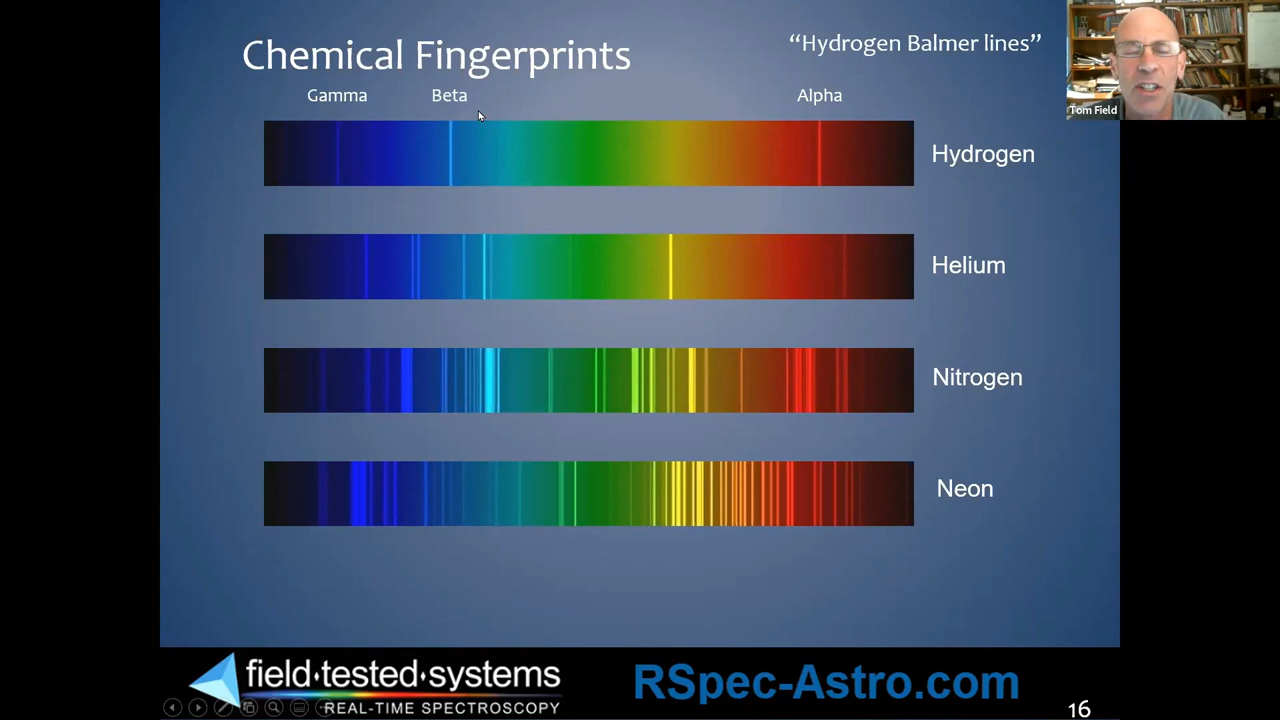 Chemical Fingerprints
“Hydrogen Balmer lines”
Tom Field
Gamma Beta Alpha
Hydrogen
Helium
Nitrogen
Neon
field·tested·systems
REAL-TIME SPECTROSCOPY
RSpec-Astro.com
16